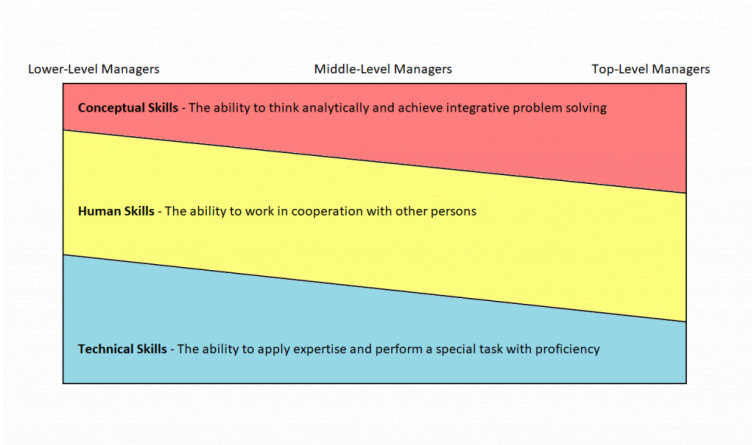 Lower-Level Managers Middle-Level Managers Top-Level Managers
Conceptual Skills - The ability to think analytically and achieve integrative problem solving
Human Skills - The ability to work in cooperation with other persons
Technical Skills - The ability to apply expertise and perform a special task with proficiency